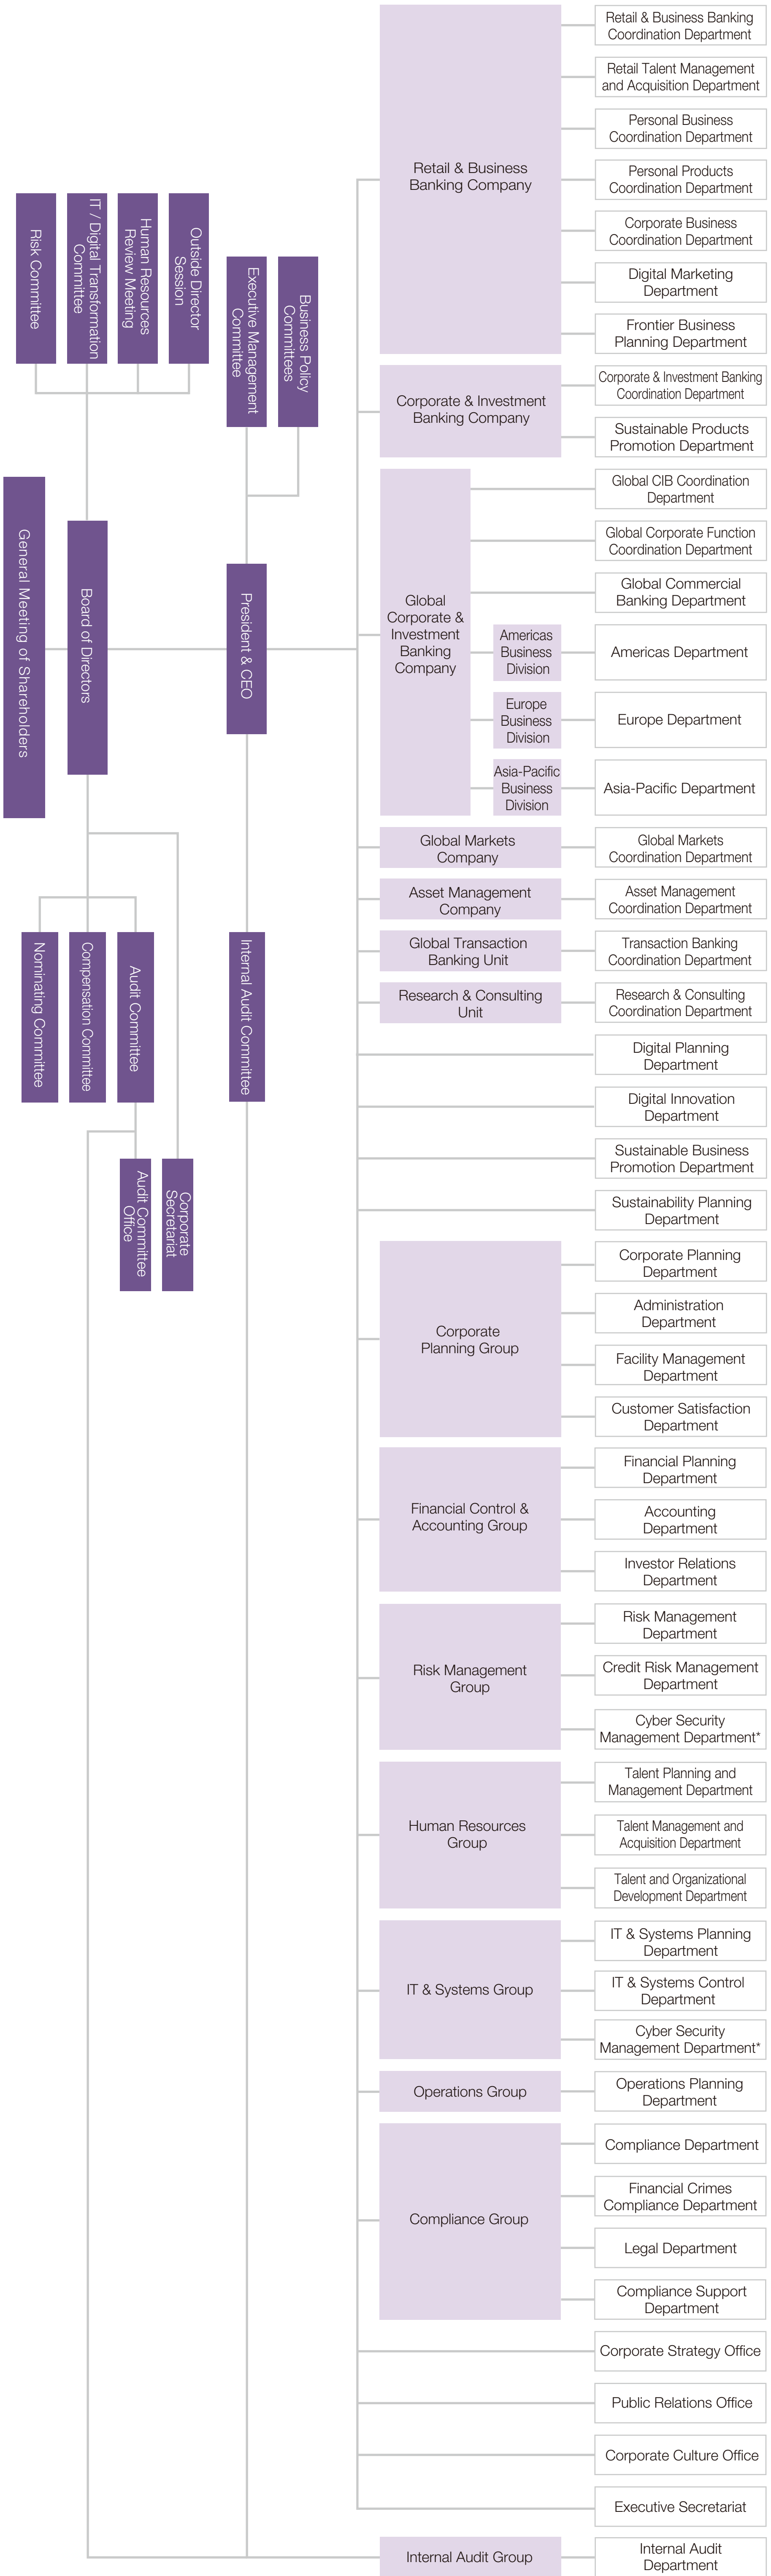 General Meeting of Shareholders
Board of Directors
Risk Committee
IT / Digital Transformation
Committee
Human Resources
Review Meeting
Outside Director
Session
Nominating Committee
Compensation Committee
Audit Committee
Audit Committee
Office
Corporate
Secretariat
President & CEO
Executive Management
Committee
Business Policy
Committees
Internal Audit Committee
Retail & Business
Banking Company
Retail & Business Banking
Coordination Department
Retail Talent Management
and Acquisition Department
Personal Business
Coordination Department
Personal Products
Coordination Department
Corporate Business
Coordination Department
Digital Marketing
Department
Frontier Business
Planning Department
Corporate & Investment
Banking Company
Corporate & Investment Banking
Coordination Department
Sustainable Products
Promotion Department
Global
Corporate &
Investment
Banking
Company
Global CIB Coordination
Department
Global Corporate Function
Coordination Department
Global Commercial
Banking Department
Americas
Business
Division
Americas Department
Europe
Business
Division
Europe Department
Asia-Pacific
Business
Division
Asia-Pacific Department
Global Markets
Company
Global Markets
Coordination Department
Asset Management
Company
Asset Management
Coordination Department
Global Transaction
Banking Unit
Transaction Banking
Coordination Department
Research & Consulting
Unit
Research & Consulting
Coordination Department
Digital Planning
Department
Digital Innovation
Department
Sustainable Business
Promotion Department
Sustainability Planning
Department
Corporate
Planning Group
Corporate Planning
Department
Administration
Department
Facility Management
Department
Customer Satisfaction
Department
Financial Control &
Accounting Group
Financial Planning
Department
Accounting
Department
Investor Relations
Department
Risk Management
Group
Risk Management
Department
Credit Risk Management
Department
Cyber Security
Management Department*
Human Resources
Group
Talent Planning and
Management Department
Talent Management and
Acquisition Department
Talent and Organizational
Development Department
IT & Systems Group
IT & Systems Planning
Department
IT & Systems Control
Department
Cyber Security
Management Department*
Operations Group
Operations Planning
Department
Compliance Group
Compliance Department
Financial Crimes
Compliance Department
Legal Department
Compliance Support
Department
Corporate Strategy Office
Public Relations Office
Corporate Culture Office
Executive Secretariat
Internal Audit Group
Internal Audit
Department